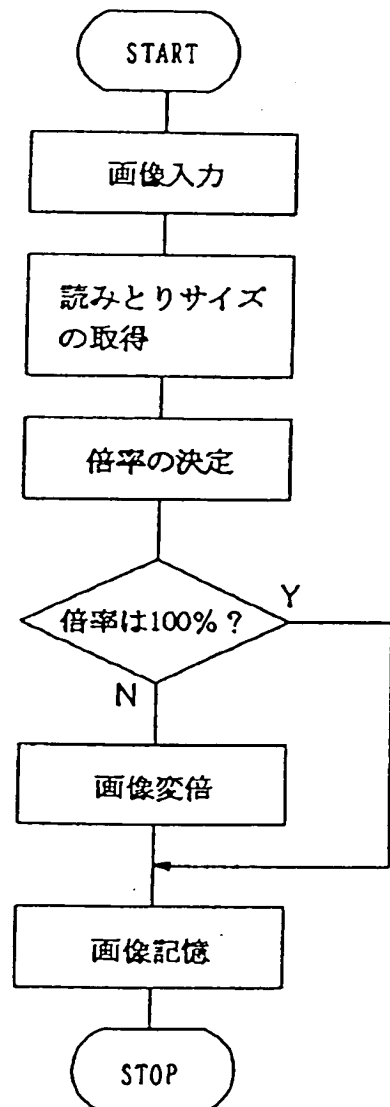 START
画像入力
読みとりサイズ
の取得
倍率の決定
倍率は100%?
Y
N
画像変倍
画像記憶
STOP